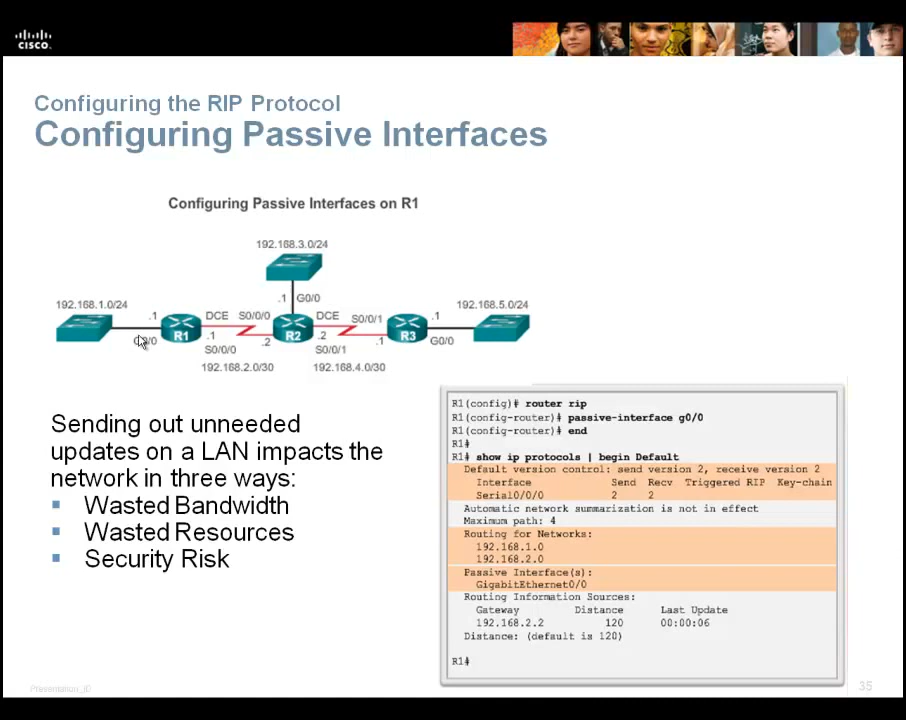 CISCO.
Configuring the RIP Protocol
Configuring Passive Interfaces
Configuring Passive Interfaces on R1
192.168.3.0/24
.1 G0/0
192.168.1.0/24
192.168.5.0/24
.1 DCE S0/0/0 DCE S0/0/1 .1
R1 R2 R3
G0/0 .1 .2 .2 .1 G0/0
S0/0/0 S0/0/1
192.168.2.0/30 192.168.4.0/30
Sending out unneeded
updates on a LAN impacts the
network in three ways:
▪ Wasted Bandwidth
▪ Wasted Resources
▪ Security Risk
R1(config)# router rip
R1(config-router)# passive-interface g0/0
R1(config-router)# end
R1#
R1# show ip protocols | begin Default
Default version control: send version 2, receive version 2
Interface Send Recv Triggered RIP Key-chain
Serial0/0/0 2 2
Automatic network summarization is not in effect
Maximum path: 4
Routing for Networks:
192.168.1.0
192.168.2.0
Passive Interface(s):
GigabitEthernet0/0
Routing Information Sources:
Gateway Distance Last Update
192.168.2.2 120 00:00:06
Distance: (default is 120)
R1#
Presentation_ID
35